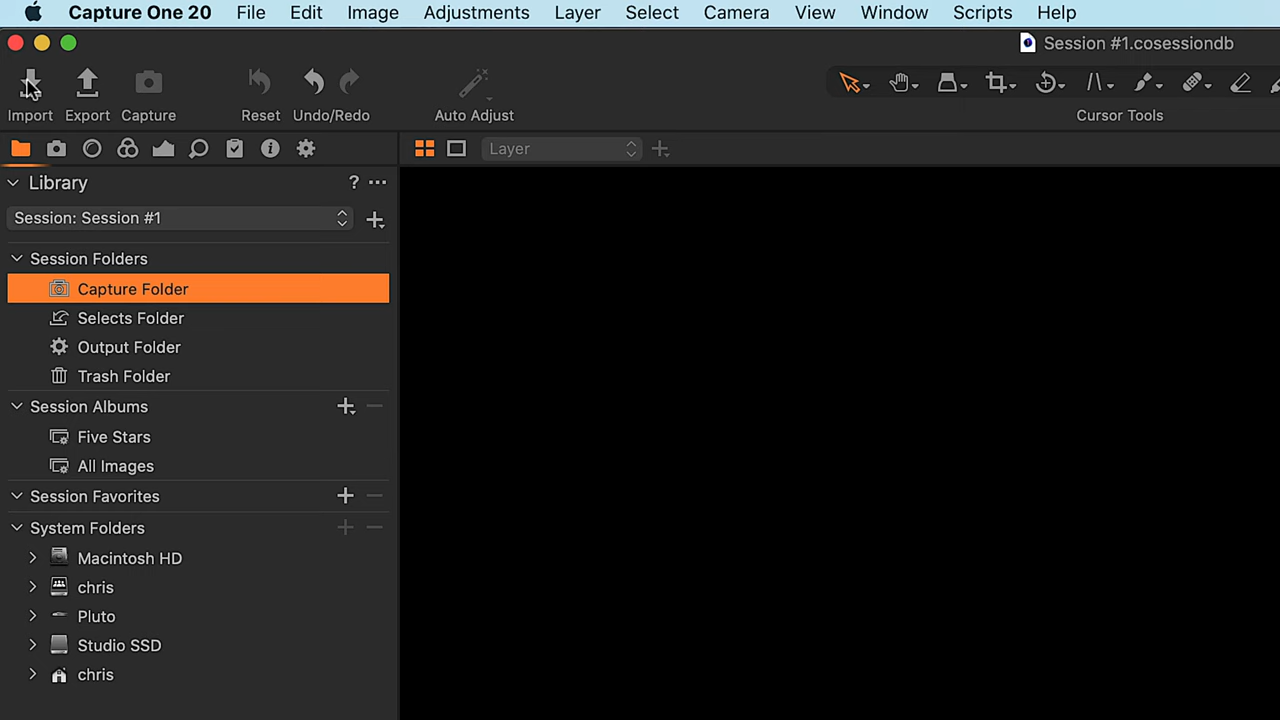 Capture One 20 File Edit Image Adjustments Layer Select Camera View Window Scripts Help
Session #1.cosessiondb
Import Export Capture Reset Undo/Redo Auto Adjust Cursor Tools
Layer
Library ?
Session: Session #1
Session Folders
Capture Folder
Selects Folder
Output Folder
Trash Folder
Session Albums
Five Stars
All Images
Session Favorites
System Folders
Macintosh HD
chris
Pluto
Studio SSD
chris